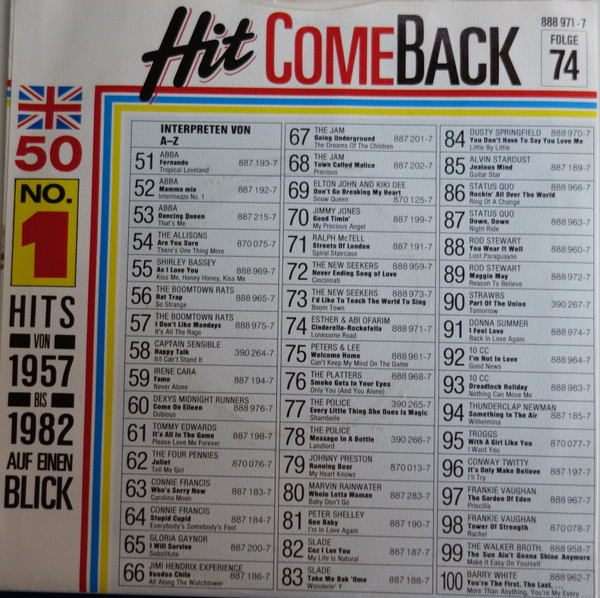 Hit COMEBACK
888 971-7
FOLGE
74
50
NO.
1
HITS
VON
1957
BIS
1982
AUF EINEN
BLICK
INTERPRETEN VON
A–Z
51 ABBA
Fernando 887 193-7
Tropical Loveland
52 ABBA
Mamma mia 887 192-7
Intermezzo No. 1
53 ABBA
Dancing Queen 887 215-7
That's Me
54 THE ALLISONS
Are You Sure 870 075-7
There's One Thing More
55 SHIRLEY BASSEY
As I Love You 888 969-7
Kiss Me, Honey Honey, Kiss Me
56 THE BOOMTOWN RATS
Rat Trap 888 965-7
So Strange
57 THE BOOMTOWN RATS
I Don't Like Mondays 888 975-7
It's All The Rage
58 CAPTAIN SENSIBLE
Happy Talk 390 264-7
B/I Can't Stand It
59 IRENE CARA
Fame 887 194-7
Never Alone
60 DEXYS MIDNIGHT RUNNERS
Come On Eileen 888 976-7
Dubious
61 TOMMY EDWARDS
It's All In The Game 887 198-7
Please Love Me Forever
62 THE FOUR PENNIES
Juliet 870 076-7
Tell Me Girl
63 CONNIE FRANCIS
Who's Sorry Now 887 183-7
Carolina Moon
64 CONNIE FRANCIS
Stupid Cupid 887 184-7
Everybody's Somebody's Fool
65 GLORIA GAYNOR
I Will Survive 887 200-7
Substitute
66 JIMI HENDRIX EXPERIENCE
Voodoo Chile 887 186-7
All Along The Watchtower
67 THE JAM
Going Underground 887 201-7
The Dreams Of The Children
68 THE JAM
Town Called Malice 887 202-7
Precious
69 ELTON JOHN AND KIKI DEE
Don't Go Breaking My Heart
Snow Queen 870 125-7
70 JIMMY JONES
Good Timin' 887 199-7
My Precious Angel
71 RALPH McTELL
Streets Of London 887 191-7
Spiral Staircase
72 THE NEW SEEKERS 888 959-7
Never Ending Song of Love
Cincinnati
73 THE NEW SEEKERS 888 973-7
I'd Like To Teach The World To Sing
Boom Town
74 ESTHER & ABI OFARIM
Cinderella-Rockefella 888 971-7
Lonesome Road
75 PETERS & LEE
Welcome Home 888 961-7
Can't Keep My Mind On The Game
76 THE PLATTERS 888 968-7
Smoke Gets In Your Eyes
Only You (And You Alone)
77 THE POLICE 390 265-7
Every Little Thing She Does Is Magic
Shambelle
78 THE POLICE
Message In A Bottle 390 266-7
Landlord
79 JOHNNY PRESTON
Running Bear 870 013-7
My Heart Knows
80 MARVIN RAINWATER
Whole Lotta Woman 887 283-7
Baby Don't Go
81 PETER SHELLEY
Gee Baby 887 190-7
I'm In Love Again
82 SLADE
Coz I Luv You 887 187-7
My Life Is Natural
83 SLADE
Take Me Bak 'Ome 887 188-7
Wonderin' Y
84 DUSTY SPRINGFIELD 888 970-7
You Don't Have To Say You Love Me
Little By Little
85 ALVIN STARDUST
Jealous Mind 887 189-7
Guitar Star
86 STATUS QUO 888 966-7
Rockin' All Over The World
Ring Of A Change
87 STATUS QUO
Down, Down 888 963-7
Night Ride
88 ROD STEWART
You Wear It Well 888 960-7
Lost Paraguayos
89 ROD STEWART
Maggie May 888 972-7
Reason To Believe
90 STRAWBS
Part Of The Union 390 267-7
Tomorrow
91 DONNA SUMMER
I Feel Love 888 974-7
Back In Love Again
92 10 CC
I'm Not In Love 888 964-7
Good News
93 10 CC
Dreadlock Holiday 887 983-7
Nothing Can Move Me
94 THUNDERCLAP NEWMAN
Something In The Air 887 185-7
Wilhelmina
95 TROGGS
With A Girl Like You 870 077-7
I Want You
96 CONWAY TWITTY
It's Only Make Believe 887 197-7
I'll Try
97 FRANKIE VAUGHAN
The Garden Of Eden 888 967-7
Priscilla
98 FRANKIE VAUGHAN
Tower Of Strength 870 078-7
Rachel
99 THE WALKER BROTH. 888 958-7
The Sun Ain't Gonna Shine Anymore
Make It Easy On Yourself
100 BARRY WHITE 888 962-7
You're The First, The Last, ...
More Than Anything, You're My Every ...